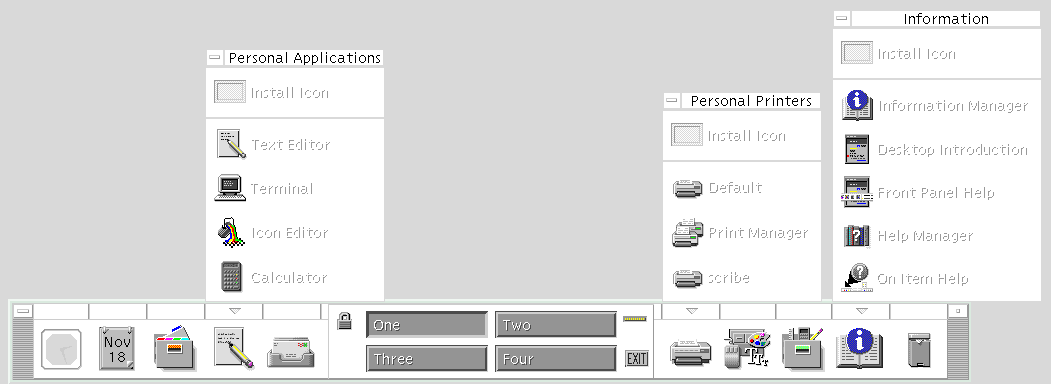 Personal Applications
Install Icon
Text Editor
Terminal
Icon Editor
Calculator
Personal Printers
Install Icon
Default
Print Manager
scribe
Information
Install Icon
Information Manager
Desktop Introduction
Front Panel Help
Help Manager
On Item Help
Nov
18
One
Two
Three
Four
EXIT